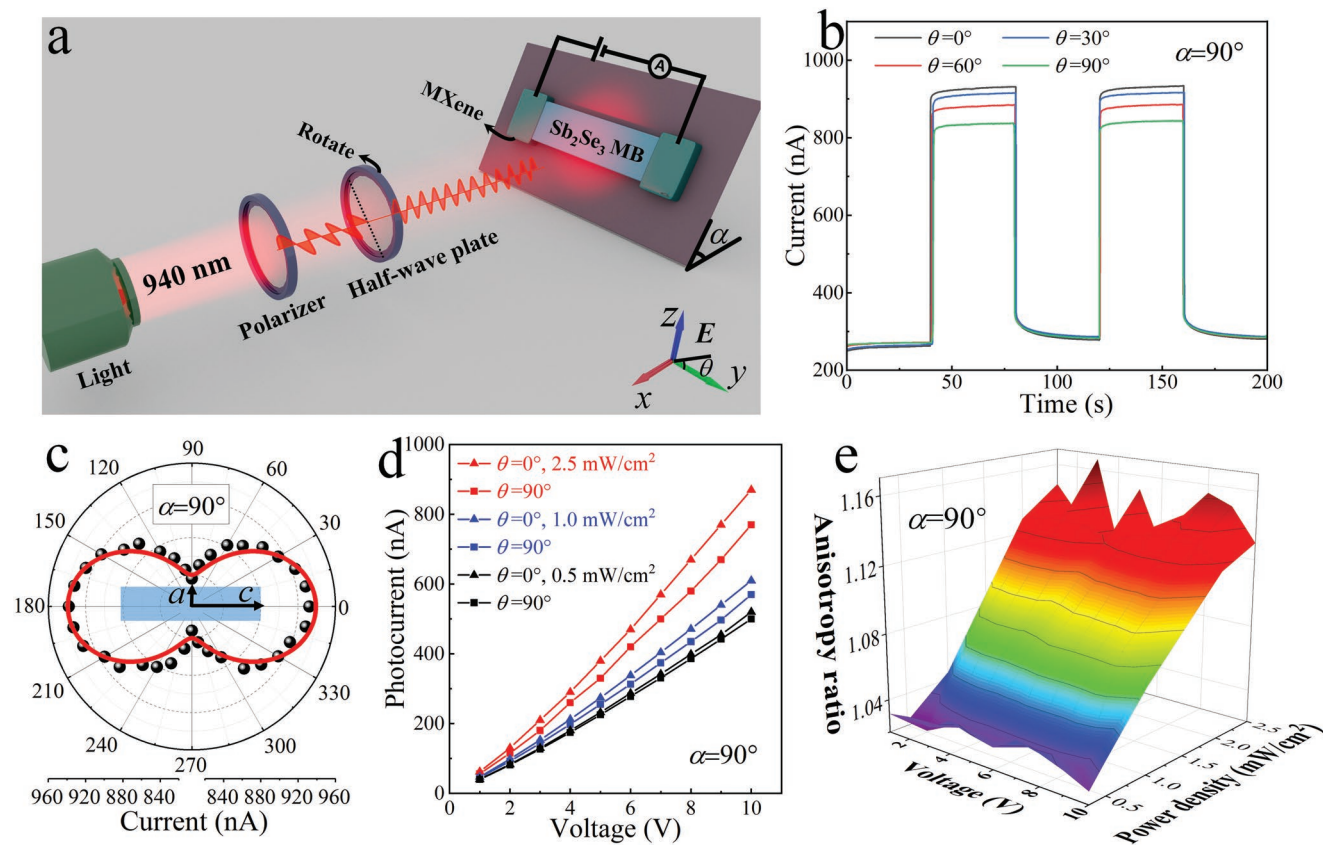 a
MXene
A
Sb₂Se₃ MB
Rotate
α
940 nm
Half-wave plate
Polarizer
Light
z
E
θ
x
y
b
θ=0° θ=30°
θ=60° θ=90°
α=90°
1000
800
600
400
200
Current (nA)
0 50 100 150 200
Time (s)
c
90
120 60
α=90°
150 30
180 a c 0
210 330
240 300
270
960 920 880 840 840 880 920 960
Current (nA)
d
1000
800
600
400
200
0
Photocurrent (nA)
θ=0°, 2.5 mW/cm²
θ=90°
θ=0°, 1.0 mW/cm²
θ=90°
θ=0°, 0.5 mW/cm²
θ=90°
α=90°
0 2 4 6 8 10
Voltage (V)
e
α=90°
1.16
1.12
1.08
1.04
Anisotropy ratio
2 4 6 8 10
Voltage (V)
0.5 1.0 1.5 2.0 2.5
Power density (mW/cm²)